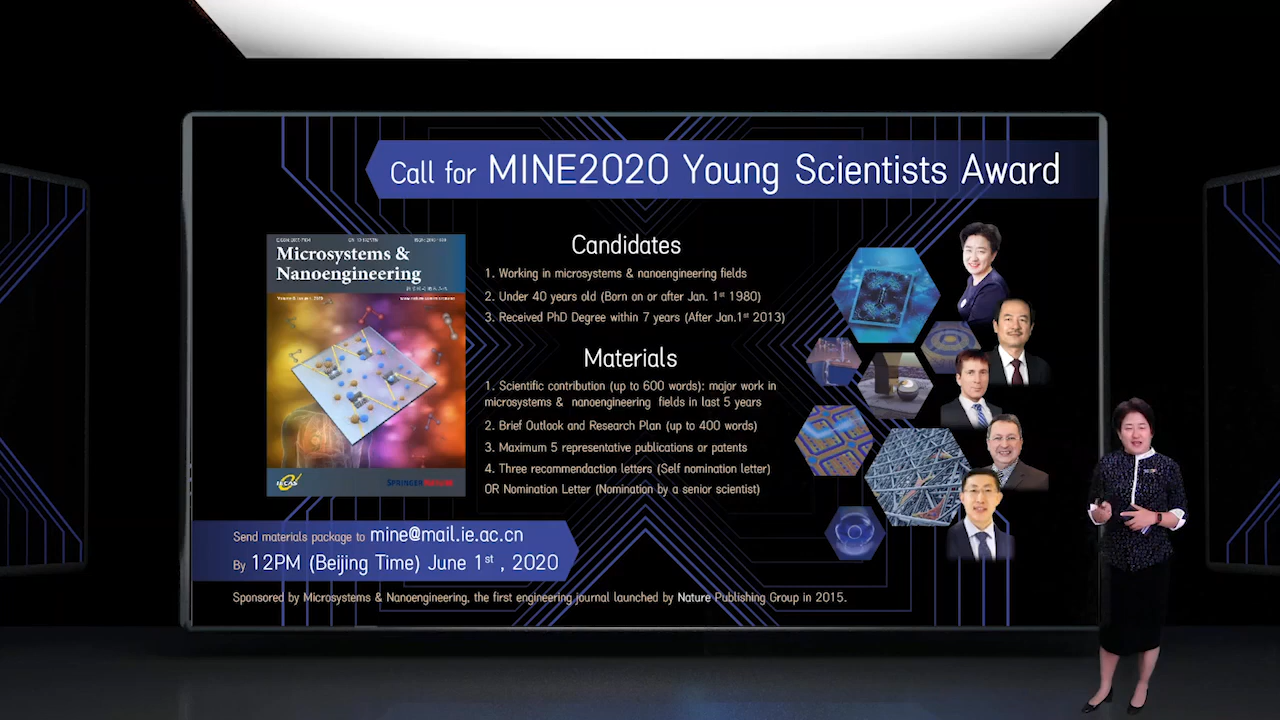 Call for MINE2020 Young Scientists Award
Microsystems &
Nanoengineering
Candidates
1. Working in microsystems & nanoengineering fields
2. Under 40 years old (Born on or after Jan. 1st 1980)
3. Received PhD Degree within 7 years (After Jan.1st 2013)
Materials
1. Scientific contribution (up to 600 words): major work in
microsystems & nanoengineering fields in last 5 years
2. Brief Outlook and Research Plan (up to 400 words)
3. Maximum 5 representative publications or patents
4. Three recommendaction letters (Self nomination letter)
OR Nomination Letter (Nomination by a senior scientist)
IECAS
SPRINGER NATURE
Send materials package to mine@mail.ie.ac.cn
By 12PM (Beijing Time) June 1st , 2020
Sponsored by Microsystems & Nanoengineering, the first engineering journal launched by Nature Publishing Group in 2015.